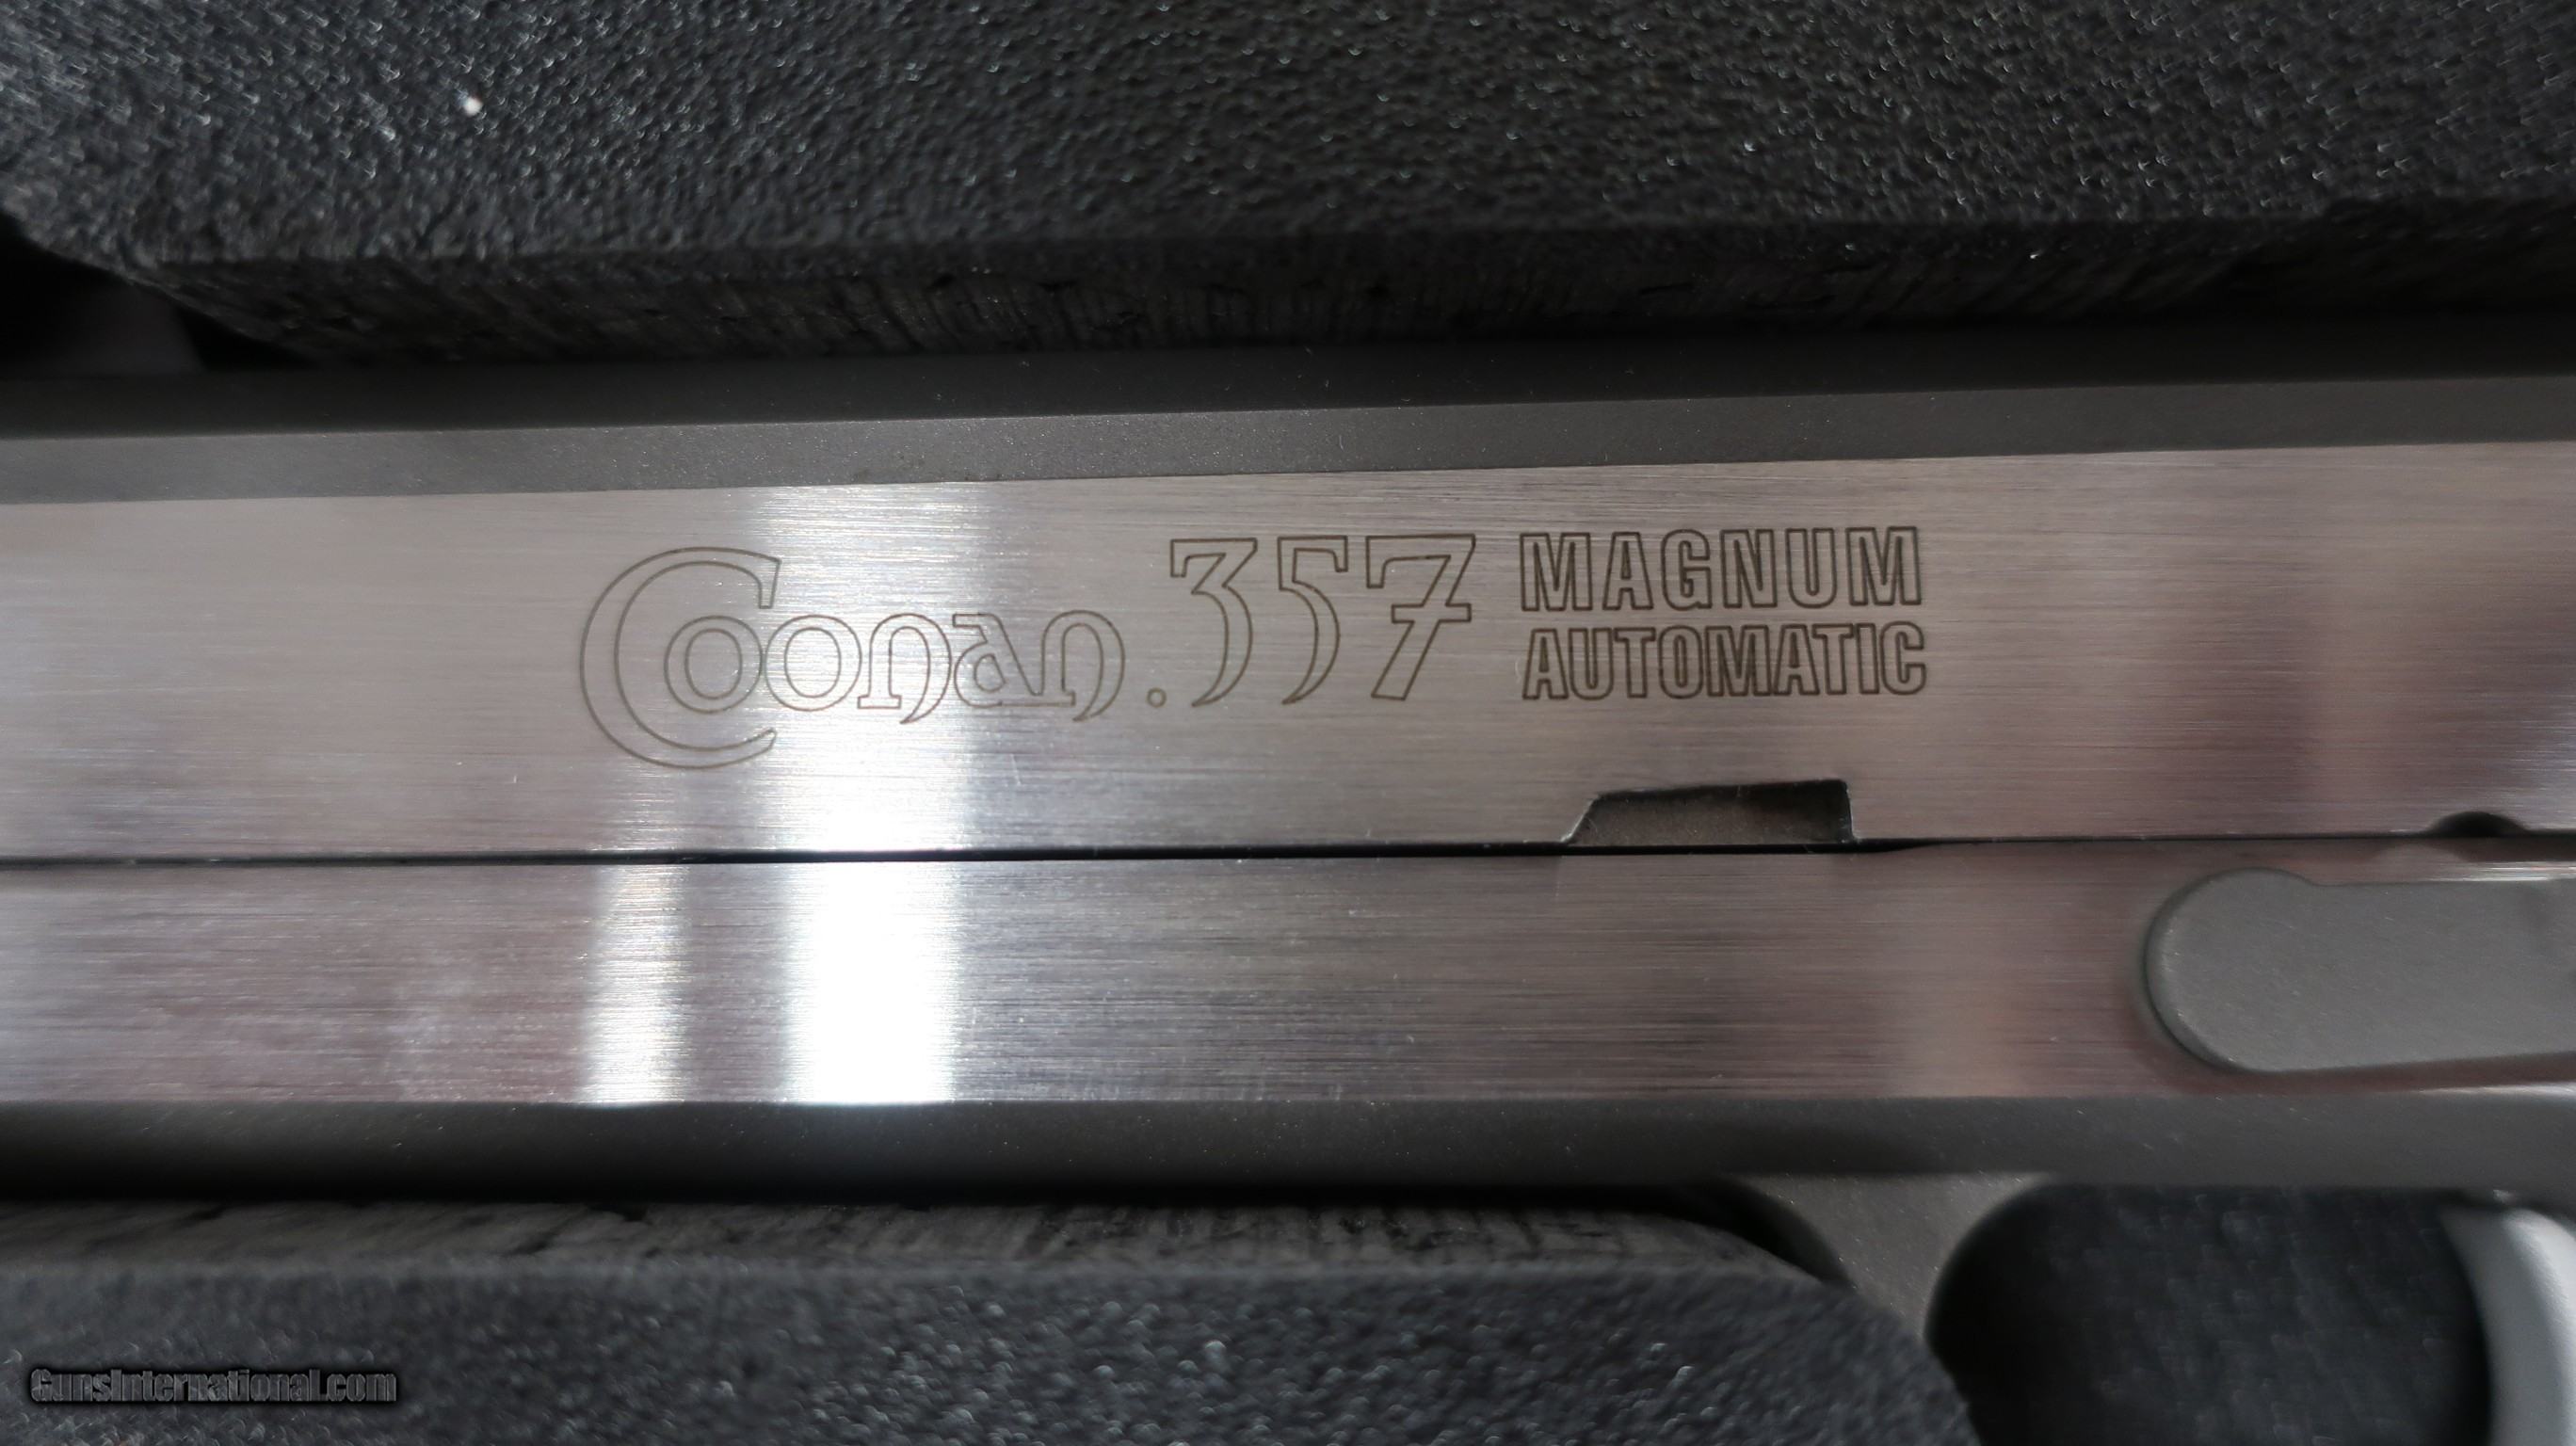 Coonan .357 MAGNUM
AUTOMATIC
GunsInternational.com